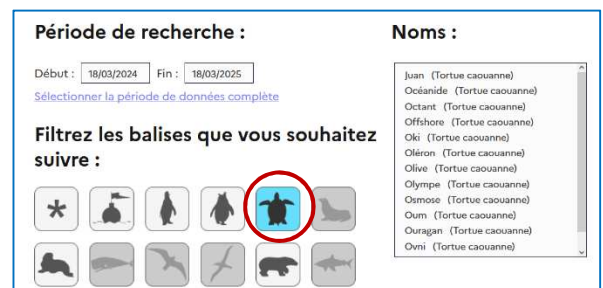 Période de recherche :
Début : 18/03/2024 Fin : 18/03/2025
Sélectionner la période de données complète
Filtrez les balises que vous souhaitez
suivre :
Noms :
Juan (Tortue caouanne)
Océanide (Tortue caouanne)
Octant (Tortue caouanne)
Offshore (Tortue caouanne)
Oki (Tortue caouanne)
Oléron (Tortue caouanne)
Olive (Tortue caouanne)
Olympe (Tortue caouanne)
Osmose (Tortue caouanne)
Oum (Tortue caouanne)
Ouragan (Tortue caouanne)
Ovni (Tortue caouanne)